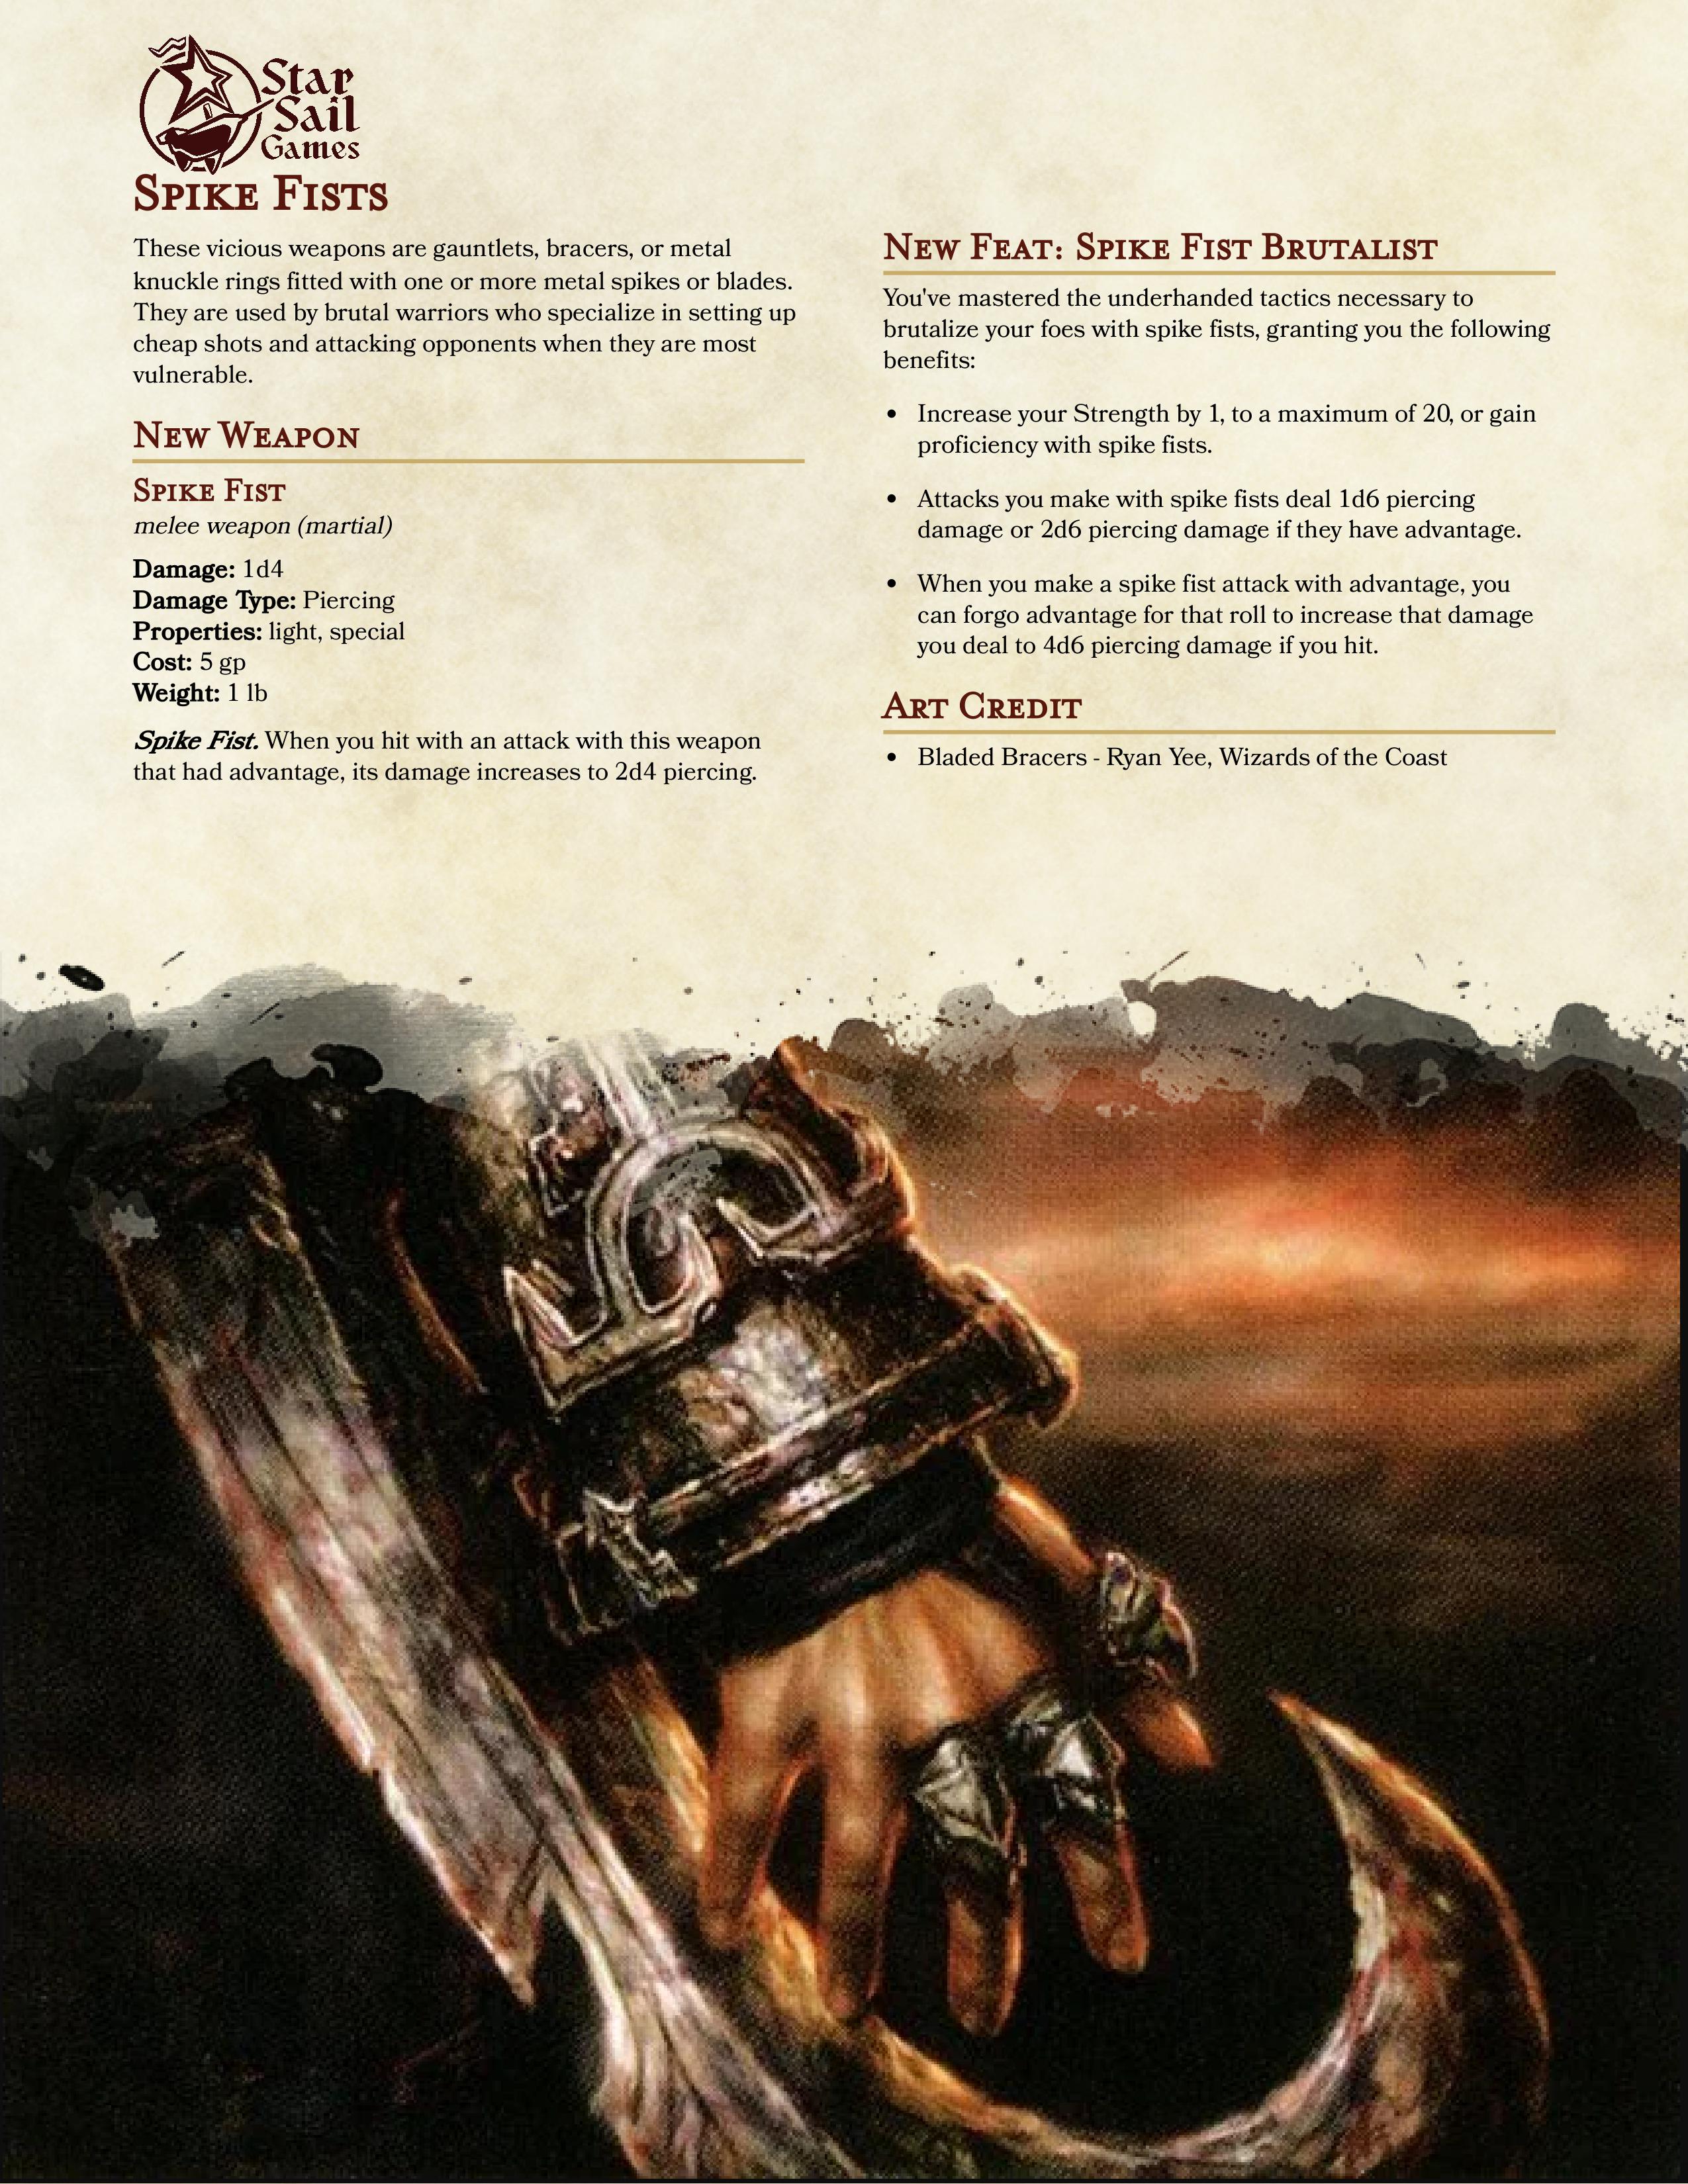 Star
Sail
Games
Spike Fists
These vicious weapons are gauntlets, bracers, or metal
knuckle rings fitted with one or more metal spikes or blades.
They are used by brutal warriors who specialize in setting up
cheap shots and attacking opponents when they are most
vulnerable.
New Weapon
Spike Fist
melee weapon (martial)
Damage: 1d4
Damage Type: Piercing
Properties: light, special
Cost: 5 gp
Weight: 1 lb
Spike Fist. When you hit with an attack with this weapon
that had advantage, its damage increases to 2d4 piercing.
New Feat: Spike Fist Brutalist
You've mastered the underhanded tactics necessary to
brutalize your foes with spike fists, granting you the following
benefits:
• Increase your Strength by 1, to a maximum of 20, or gain
proficiency with spike fists.
• Attacks you make with spike fists deal 1d6 piercing
damage or 2d6 piercing damage if they have advantage.
• When you make a spike fist attack with advantage, you
can forgo advantage for that roll to increase that damage
you deal to 4d6 piercing damage if you hit.
Art Credit
• Bladed Bracers - Ryan Yee, Wizards of the Coast